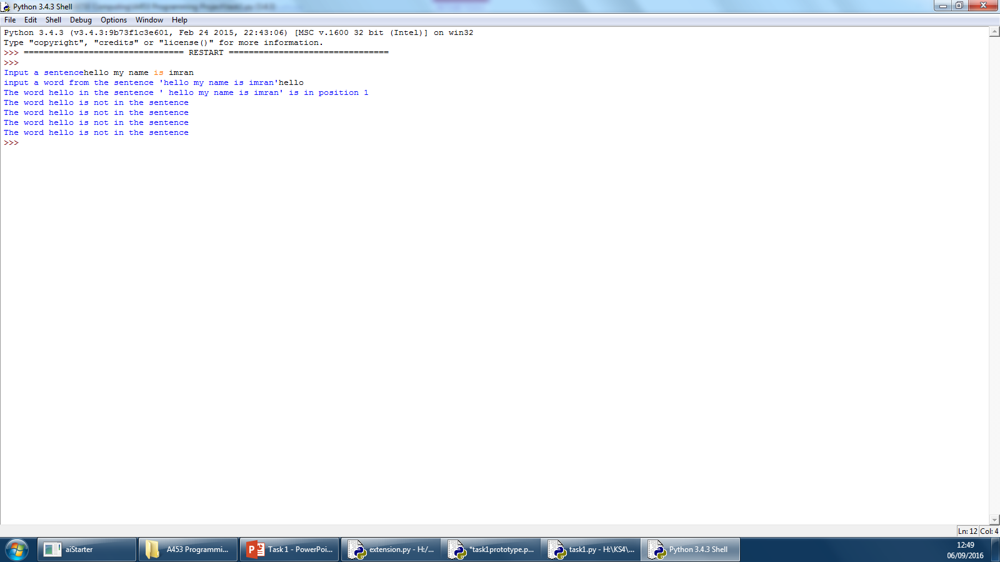 Python 3.4.3 Shell
File Edit Shell Debug Options Window Help
Python 3.4.3 (v3.4.3:9b73f1c3e601, Feb 24 2015, 22:43:06) [MSC v.1600 32 bit (Intel)] on win32
Type "copyright", "credits" or "license()" for more information.
>>> ================================ RESTART ================================
>>>
Input a sentencehello my name is imran
input a word from the sentence 'hello my name is imran'hello
The word hello in the sentence ' hello my name is imran' is in position 1
The word hello is not in the sentence
The word hello is not in the sentence
The word hello is not in the sentence
The word hello is not in the sentence
>>>
Ln: 12 Col: 4
aiStarter
A453 Programmi...
Task 1 - PowerPoi...
extension.py - H:/...
*task1prototype.p...
task1.py - H:\KS4\...
Python 3.4.3 Shell
12:49
06/09/2016